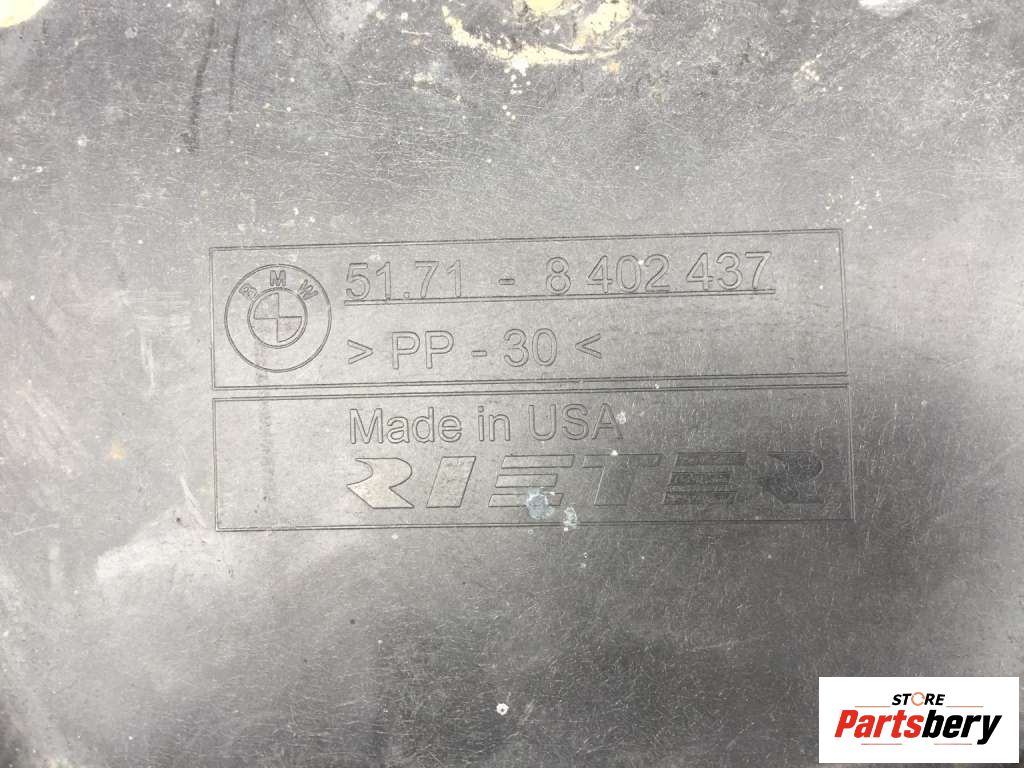 BMW
51.71 - 8 402 437
> PP - 30 <
Made in USA
RIETER
STORE
Partsbery